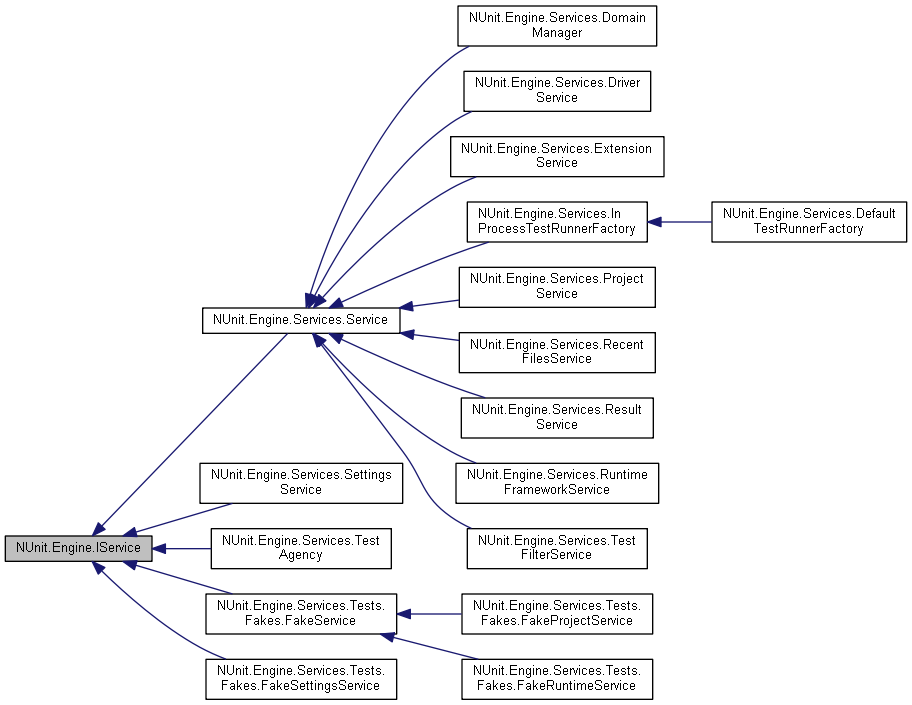 NUnit.Engine.Services.Domain
Manager
NUnit.Engine.Services.Driver
Service
NUnit.Engine.Services.Extension
Service
NUnit.Engine.Services.In
ProcessTestRunnerFactory
NUnit.Engine.Services.Default
TestRunnerFactory
NUnit.Engine.Services.Project
Service
NUnit.Engine.Services.Service
NUnit.Engine.Services.Recent
FilesService
NUnit.Engine.Services.Result
Service
NUnit.Engine.Services.Settings
Service
NUnit.Engine.Services.Runtime
FrameworkService
NUnit.Engine.IService
NUnit.Engine.Services.Test
Agency
NUnit.Engine.Services.Test
FilterService
NUnit.Engine.Services.Tests.
Fakes.FakeService
NUnit.Engine.Services.Tests.
Fakes.FakeProjectService
NUnit.Engine.Services.Tests.
Fakes.FakeSettingsService
NUnit.Engine.Services.Tests.
Fakes.FakeRuntimeService